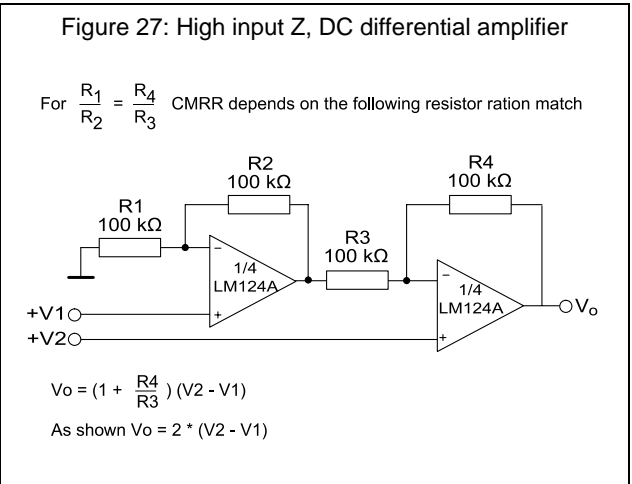 Figure 27: High input Z, DC differential amplifier
For R1/R2 = R4/R3 CMRR depends on the following resistor ration match
R2
100 kΩ
R4
100 kΩ
R1
100 kΩ
R3
100 kΩ
-
1/4
LM124A
+
-
1/4
LM124A
+
+V1
+V2
Vo
Vo = (1 + R4/R3 ) (V2 - V1)
As shown Vo = 2 * (V2 - V1)